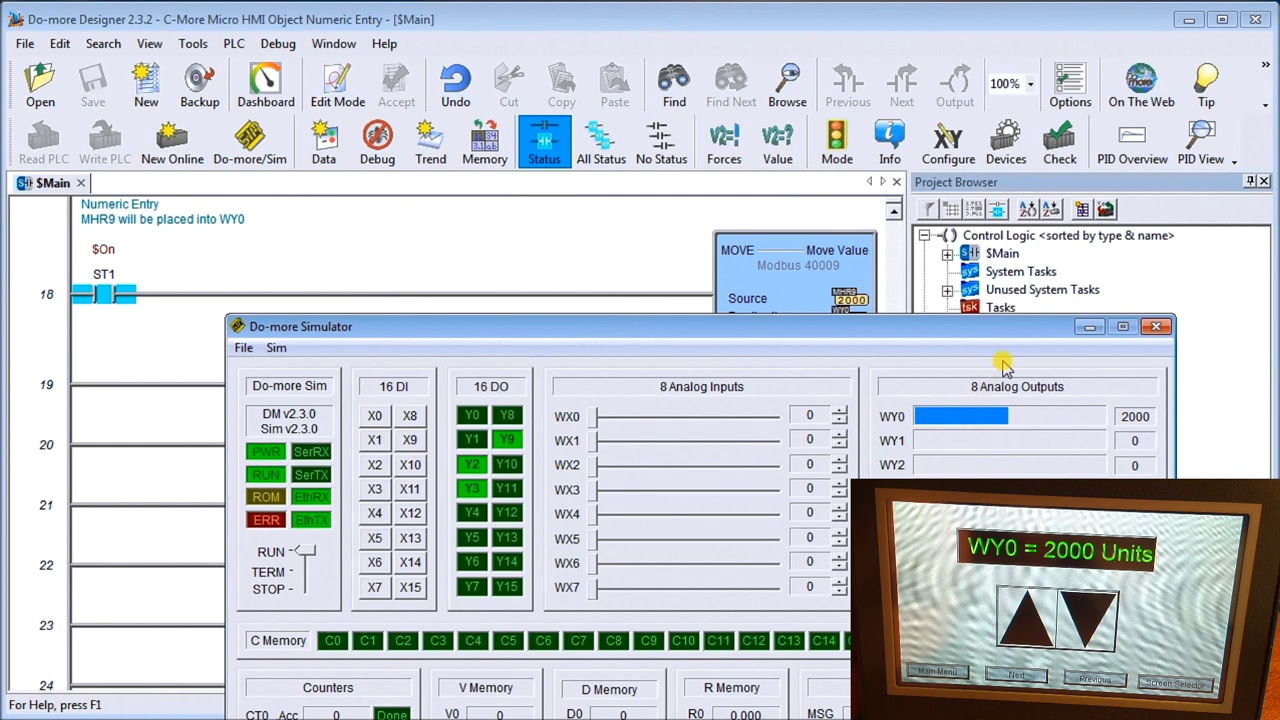 Do-more Designer 2.3.2 - C-More Micro HMI Object Numeric Entry - [$Main]
File Edit Search View Tools PLC Debug Window Help
Open Save New Backup Dashboard Edit Mode Accept Undo Cut Copy Paste Find Find Next Browse Previous Next Output 100% Options On The Web Tip
Read PLC Write PLC New Online Do-more/Sim Data Debug Trend Memory Status All Status No Status Forces Value Mode Info Configure Devices Check PID Overview PID View
$Main
Project Browser
Numeric Entry
MHR9 will be placed into WY0
$On
ST1
18
MOVE Move Value
Modbus 40009
Source MHR9
2000
WY0
Control Logic <sorted by type & name>
$Main
System Tasks
Unused System Tasks
Tasks
19
20
21
22
23
24
Do-more Simulator
File Sim
Do-more Sim
DM v2.3.0
Sim v2.3.0
PWR SerRX
RUN SerTX
ROM EthRX
ERR EthTX
RUN
TERM
STOP
16 DI
X0 X8
X1 X9
X2 X10
X3 X11
X4 X12
X5 X13
X6 X14
X7 X15
16 DO
Y0 Y8
Y1 Y9
Y2 Y10
Y3 Y11
Y4 Y12
Y5 Y13
Y6 Y14
Y7 Y15
8 Analog Inputs
WX0 0
WX1 0
WX2 0
WX3 0
WX4 0
WX5 0
WX6 0
WX7 0
8 Analog Outputs
WY0 2000
WY1 0
WY2 0
C Memory C0 C1 C2 C3 C4 C5 C6 C7 C8 C9 C10 C11 C12 C13 C14
Counters
CT0 Acc 0 Done
V Memory
V0 0
D Memory
D0 0
R Memory
R0 0.000
MSG
WY0 = 2000 Units
Main Menu Next Previous Screen Selector
For Help, press F1